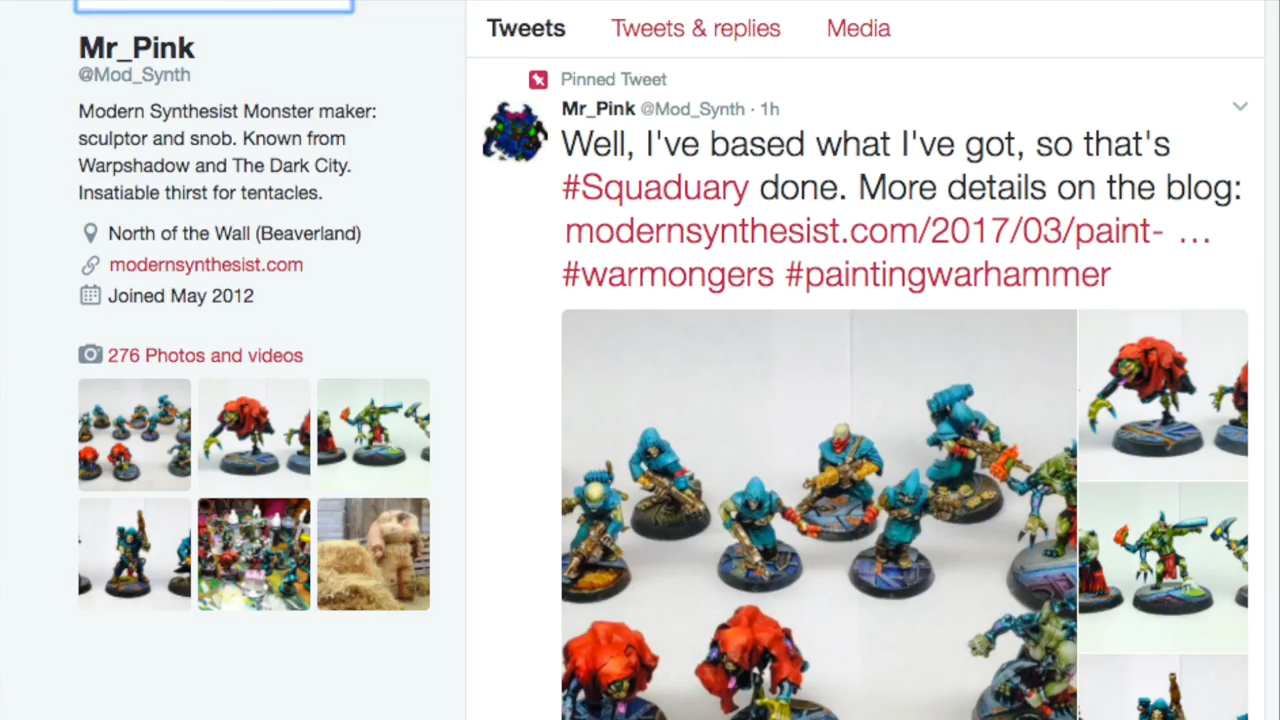 Mr_Pink
@Mod_Synth
Modern Synthesist Monster maker:
sculptor and snob. Known from
Warpshadow and The Dark City.
Insatiable thirst for tentacles.
North of the Wall (Beaverland)
modernsynthesist.com
Joined May 2012
276 Photos and videos
Tweets Tweets & replies Media
Pinned Tweet
Mr_Pink @Mod_Synth · 1h
Well, I've based what I've got, so that's
#Squaduary done. More details on the blog:
modernsynthesist.com/2017/03/paint- …
#warmongers #paintingwarhammer